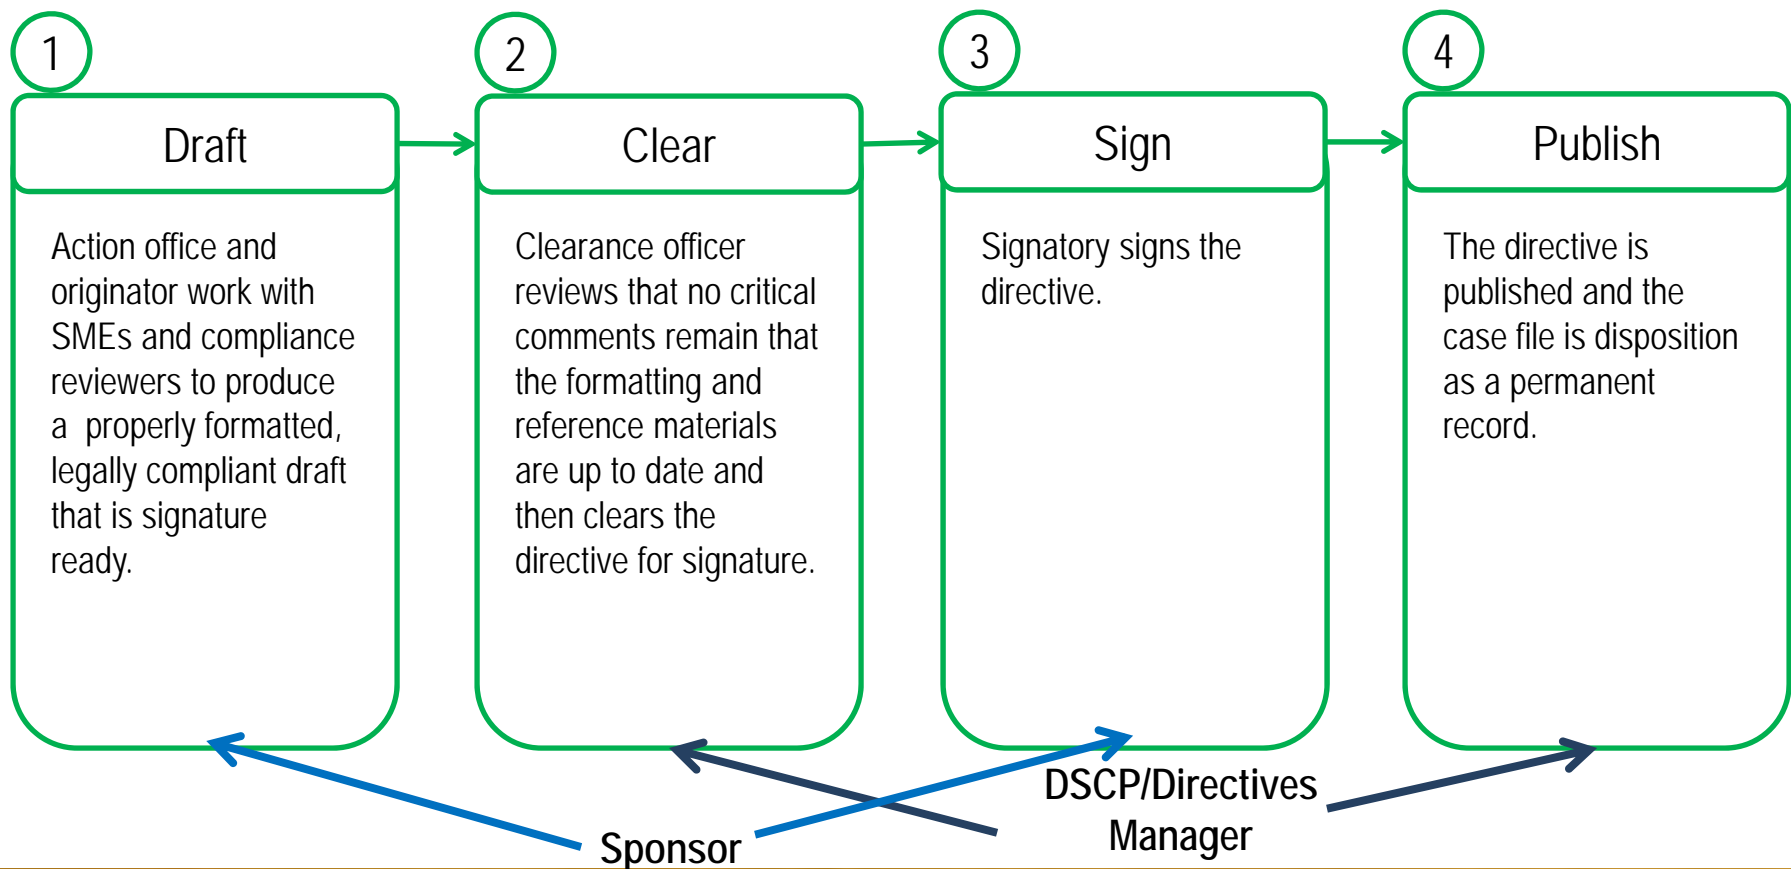 1
Draft
Action office and
originator work with
SMEs and compliance
reviewers to produce
a  properly formatted,
legally compliant draft
that is signature
ready.
2
Clear
Clearance officer
reviews that no critical
comments remain that
the formatting and
reference materials
are up to date and
then clears the
directive for signature.
3
Sign
Signatory signs the
directive.
4
Publish
The directive is
published and the
case file is disposition
as a permanent
record.
Sponsor
DSCP/Directives
Manager